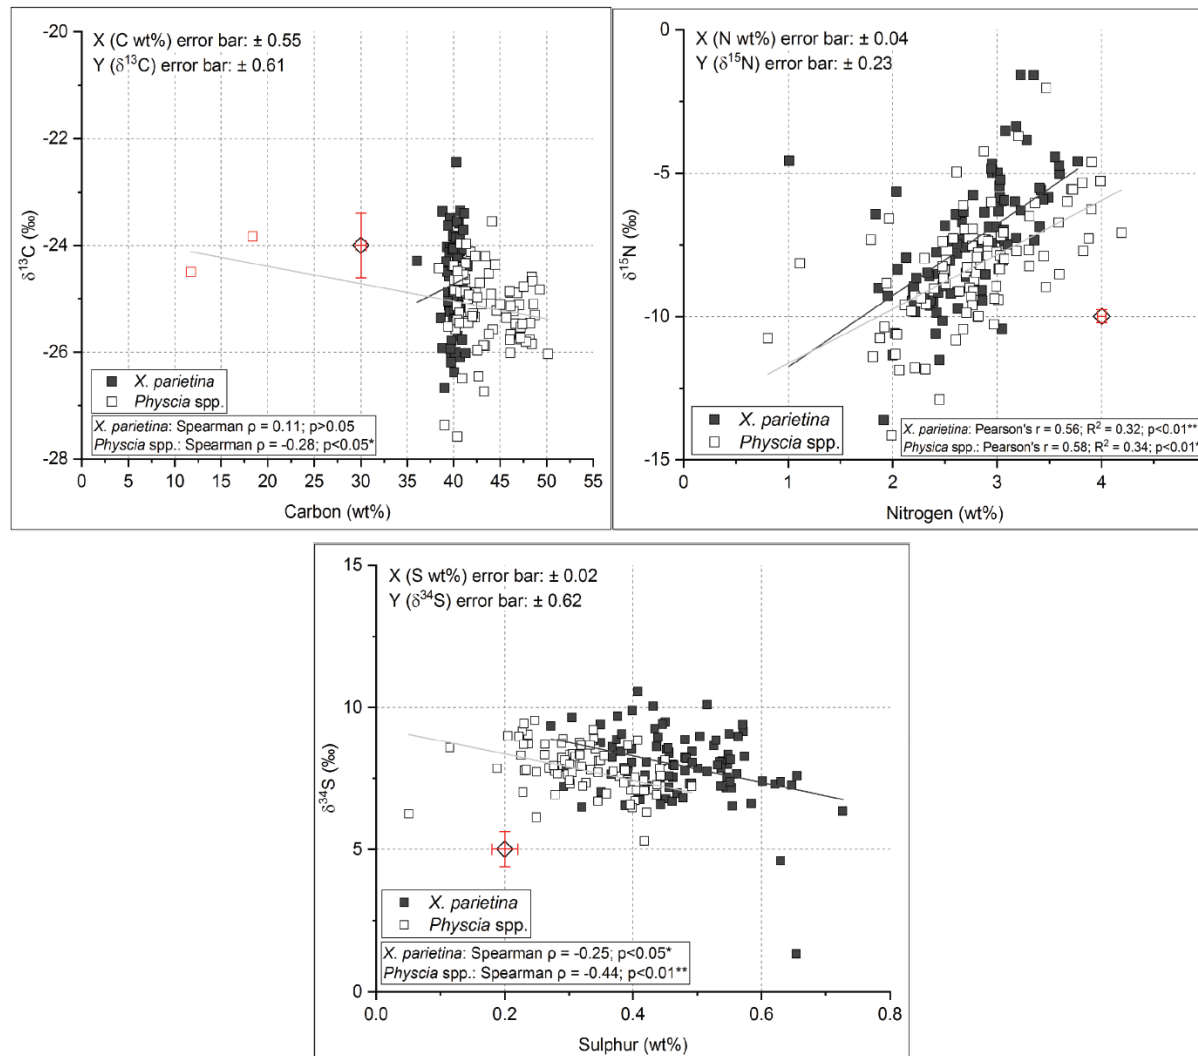 X (C wt%) error bar: ± 0.55
Y (δ¹³C) error bar: ± 0.61
-20
-22
-24
-26
-28
δ¹³C (‰)
X. parietina
Physcia spp.
X. parietina: Spearman ρ = 0.11; p>0.05
Physcia spp.: Spearman ρ = -0.28; p<0.05*
0 5 10 15 20 25 30 35 40 45 50 55
Carbon (wt%)
X (N wt%) error bar: ± 0.04
Y (δ¹⁵N) error bar: ± 0.23
0
-5
-10
-15
δ¹⁵N (‰)
X. parietina
Physcia spp.
X. parietina: Pearson's r = 0.56; R² = 0.32; p<0.01**
Physica spp.: Pearson's r = 0.58; R² = 0.34; p<0.01*
0 1 2 3 4
Nitrogen (wt%)
X (S wt%) error bar: ± 0.02
Y (δ³⁴S) error bar: ± 0.62
15
10
5
0
δ³⁴S (‰)
X. parietina
Physcia spp.
X. parietina: Spearman ρ = -0.25; p<0.05*
Physcia spp.: Spearman ρ = -0.44; p<0.01**
0.0 0.2 0.4 0.6 0.8
Sulphur (wt%)